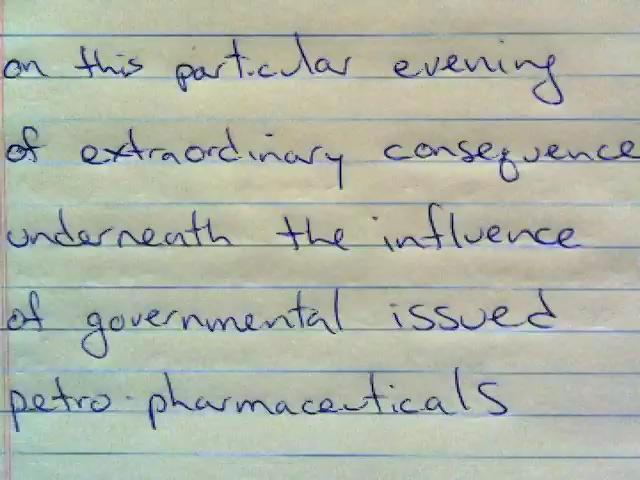 on this particular evening
of extraordinary consequence
underneath the influence
of governmental issued
petro-pharmaceuticals